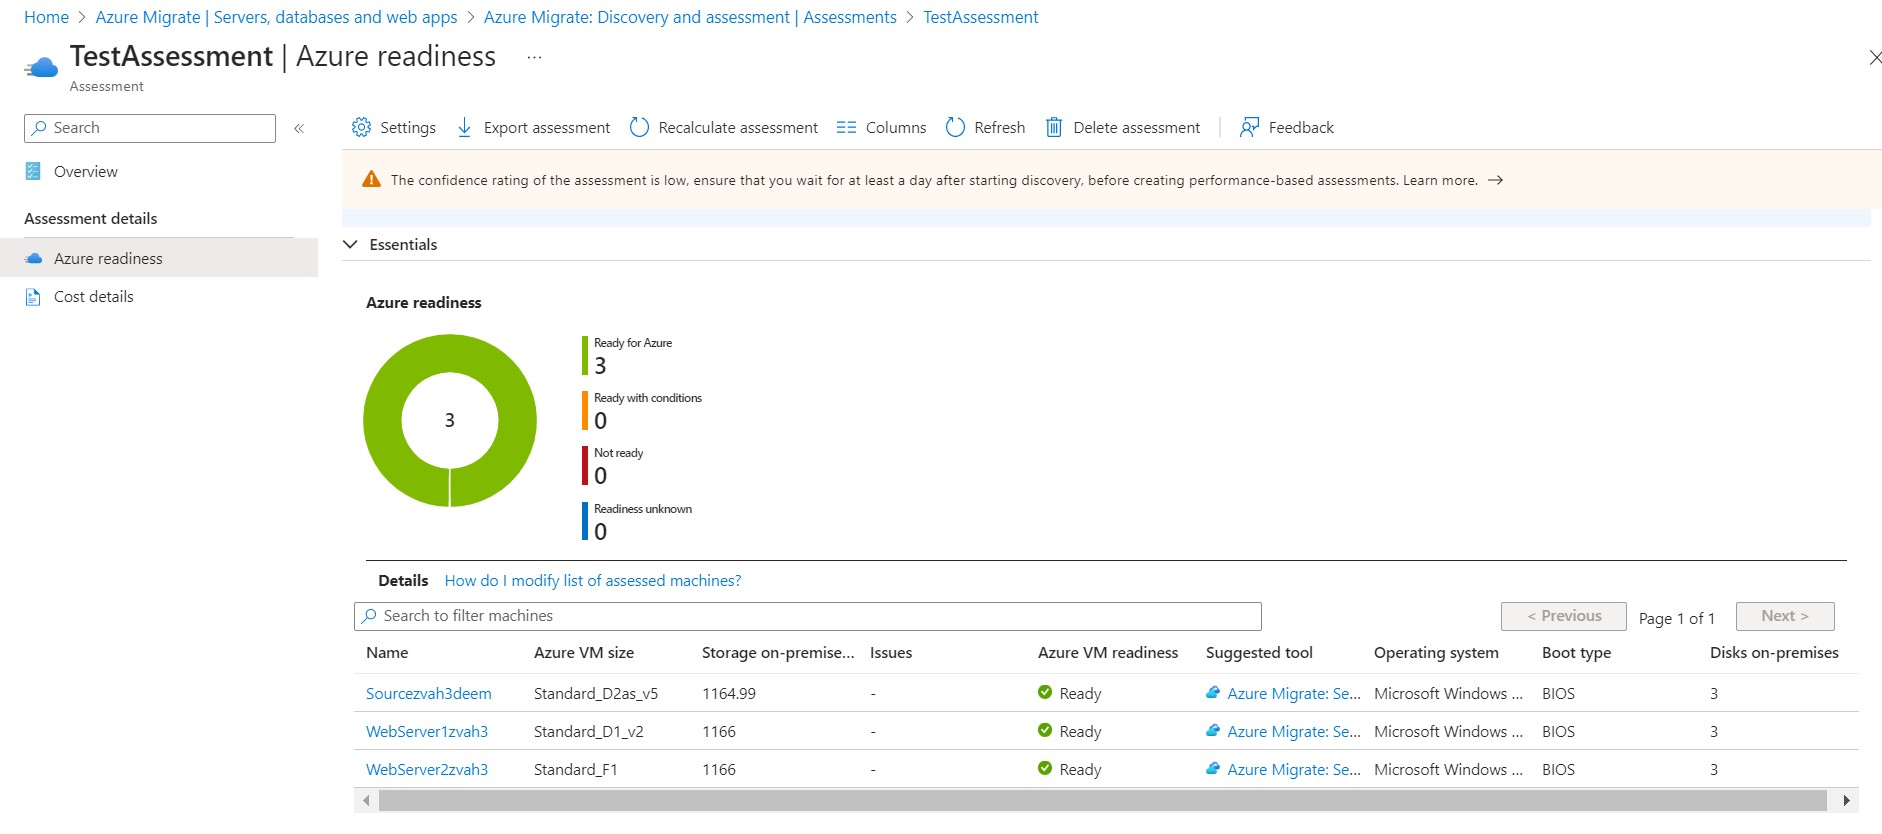 Home > Azure Migrate | Servers, databases and web apps > Azure Migrate: Discovery and assessment | Assessments > TestAssessment
TestAssessment | Azure readiness ...
Assessment
Search «
Settings Export assessment Recalculate assessment Columns Refresh Delete assessment Feedback
Overview
The confidence rating of the assessment is low, ensure that you wait for at least a day after starting discovery, before creating performance-based assessments. Learn more. →
Assessment details
Essentials
Azure readiness
Cost details
Azure readiness
3
Ready for Azure
3
Ready with conditions
0
Not ready
0
Readiness unknown
0
Details How do I modify list of assessed machines?
Search to filter machines < Previous Page 1 of 1 Next >
Name Azure VM size Storage on-premise... Issues Azure VM readiness Suggested tool Operating system Boot type Disks on-premises
Sourcezvah3deem Standard_D2as_v5 1164.99 - Ready Azure Migrate: Se... Microsoft Windows ... BIOS 3
WebServer1zvah3 Standard_D1_v2 1166 - Ready Azure Migrate: Se... Microsoft Windows ... BIOS 3
WebServer2zvah3 Standard_F1 1166 - Ready Azure Migrate: Se... Microsoft Windows ... BIOS 3